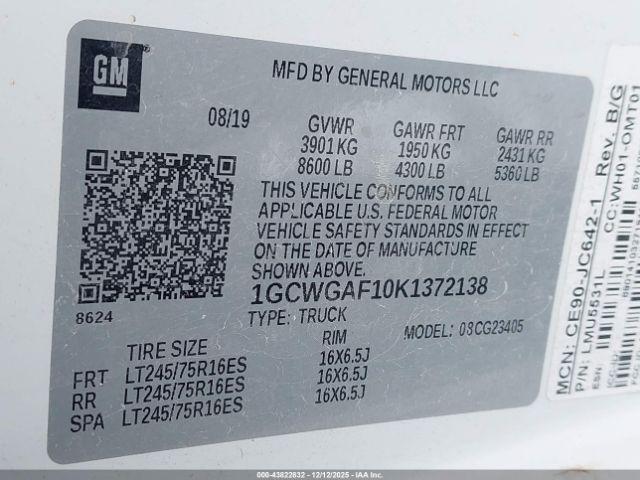 GM
MFD BY GENERAL MOTORS LLC
08/19 GVWR GAWR FRT GAWR RR
3901 KG 1950 KG 2431 KG
8600 LB 4300 LB 5360 LB
THIS VEHICLE CONFORMS TO ALL
APPLICABLE U.S. FEDERAL MOTOR
VEHICLE SAFETY STANDARDS IN EFFECT
ON THE DATE OF MANUFACTURE
SHOWN ABOVE.
8624
1GCWGAF10K1372138
TYPE: TRUCK MODEL: 03CG23405
TIRE SIZE RIM
FRT LT245/75R16ES 16X6.5J
RR LT245/75R16ES 16X6.5J
SPA LT245/75R16ES 16X6.5J
MCN: CE90-JC642-1 Rev. B/G
P/N: LMU5531L CC-WH01-OMT01
ESN:
000-43822832 - 12/12/2025 - IAAI.COM